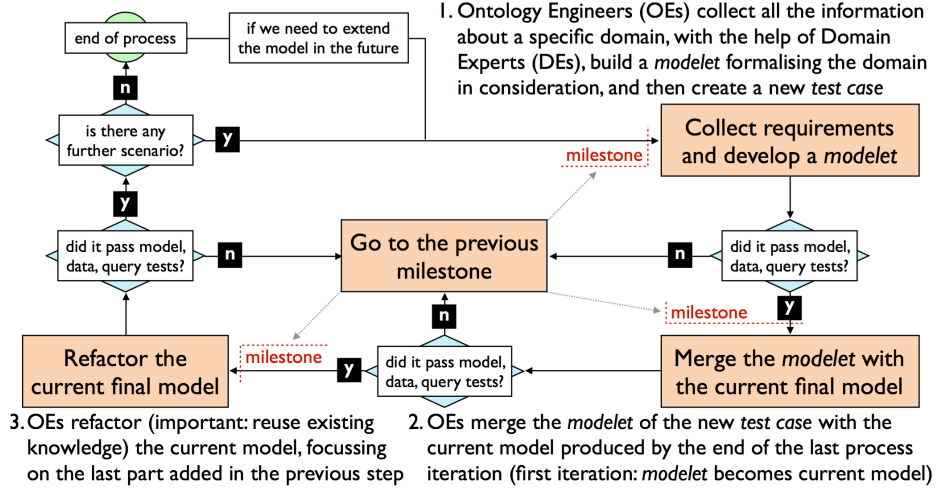 1. Ontology Engineers (OEs) collect all the information
about a specific domain, with the help of Domain
Experts (DEs), build a modelet formalising the domain
in consideration, and then create a new test case
end of process
if we need to extend
the model in the future
n
is there any
further scenario?
y
milestone
Collect requirements
and develop a modelet
y
did it pass model,
data, query tests?
n
Go to the previous
milestone
n
did it pass model,
data, query tests?
y
milestone
n
Refactor the
current final model
milestone
y
did it pass model,
data, query tests?
Merge the modelet with
the current final model
3. OEs refactor (important: reuse existing
knowledge) the current model, focussing
on the last part added in the previous step
2. OEs merge the modelet of the new test case with the
current model produced by the end of the last process
iteration (first iteration: modelet becomes current model)